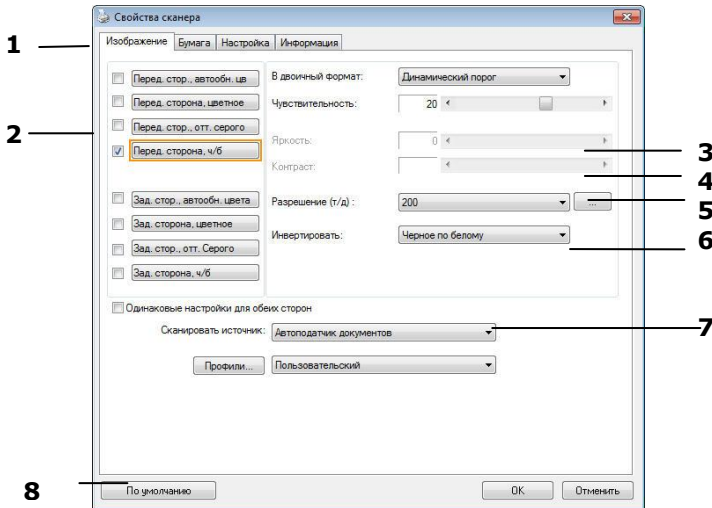 Свойства сканера
1
Изображение Бумага Настройка Информация
Перед. стор., автообн. цв
В двоичный формат: Динамический порог
2
Перед. сторона, цветное
Чувствительность: 20
Перед. стор., отт. серого
Яркость: 0
3
Перед. сторона, ч/б
Контраст:
4
Зад. стор., автообн. цвета
Разрешение (т/д) : 200 ...
5
Зад. сторона, цветное
Инвертировать: Черное по белому
6
Зад. стор., отт. Серого
Зад. сторона, ч/б
Одинаковые настройки для обеих сторон
Сканировать источник: Автоподатчик документов
7
Профили... Пользовательский
8
По умолчанию OK Отменить